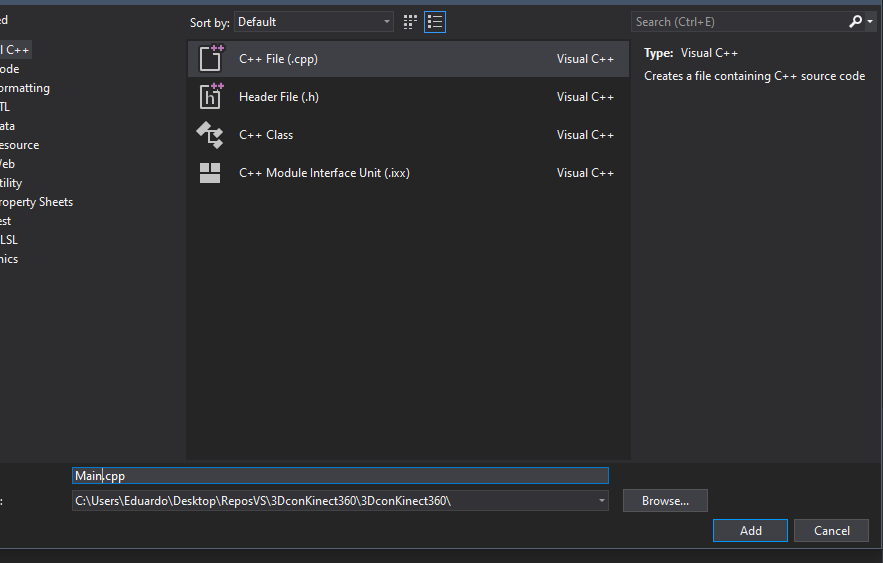 ed
Sort by: Default
Search (Ctrl+E)
l C++
ode
ormatting
TL
ata
esource
Web
tility
roperty Sheets
est
LSL
hics
C++ File (.cpp) Visual C++
Header File (.h) Visual C++
C++ Class Visual C++
C++ Module Interface Unit (.ixx) Visual C++
Type: Visual C++
Creates a file containing C++ source code
Main.cpp
: C:\Users\Eduardo\Desktop\ReposVS\3DconKinect360\3DconKinect360\ Browse...
Add Cancel